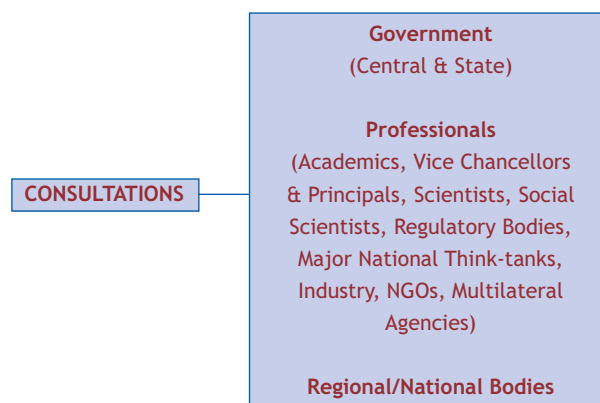 CONSULTATIONS
Government
(Central & State)
Professionals
(Academics, Vice Chancellors
& Principals, Scientists, Social
Scientists, Regulatory Bodies,
Major National Think-tanks,
Industry, NGOs, Multilateral
Agencies)
Regional/National Bodies